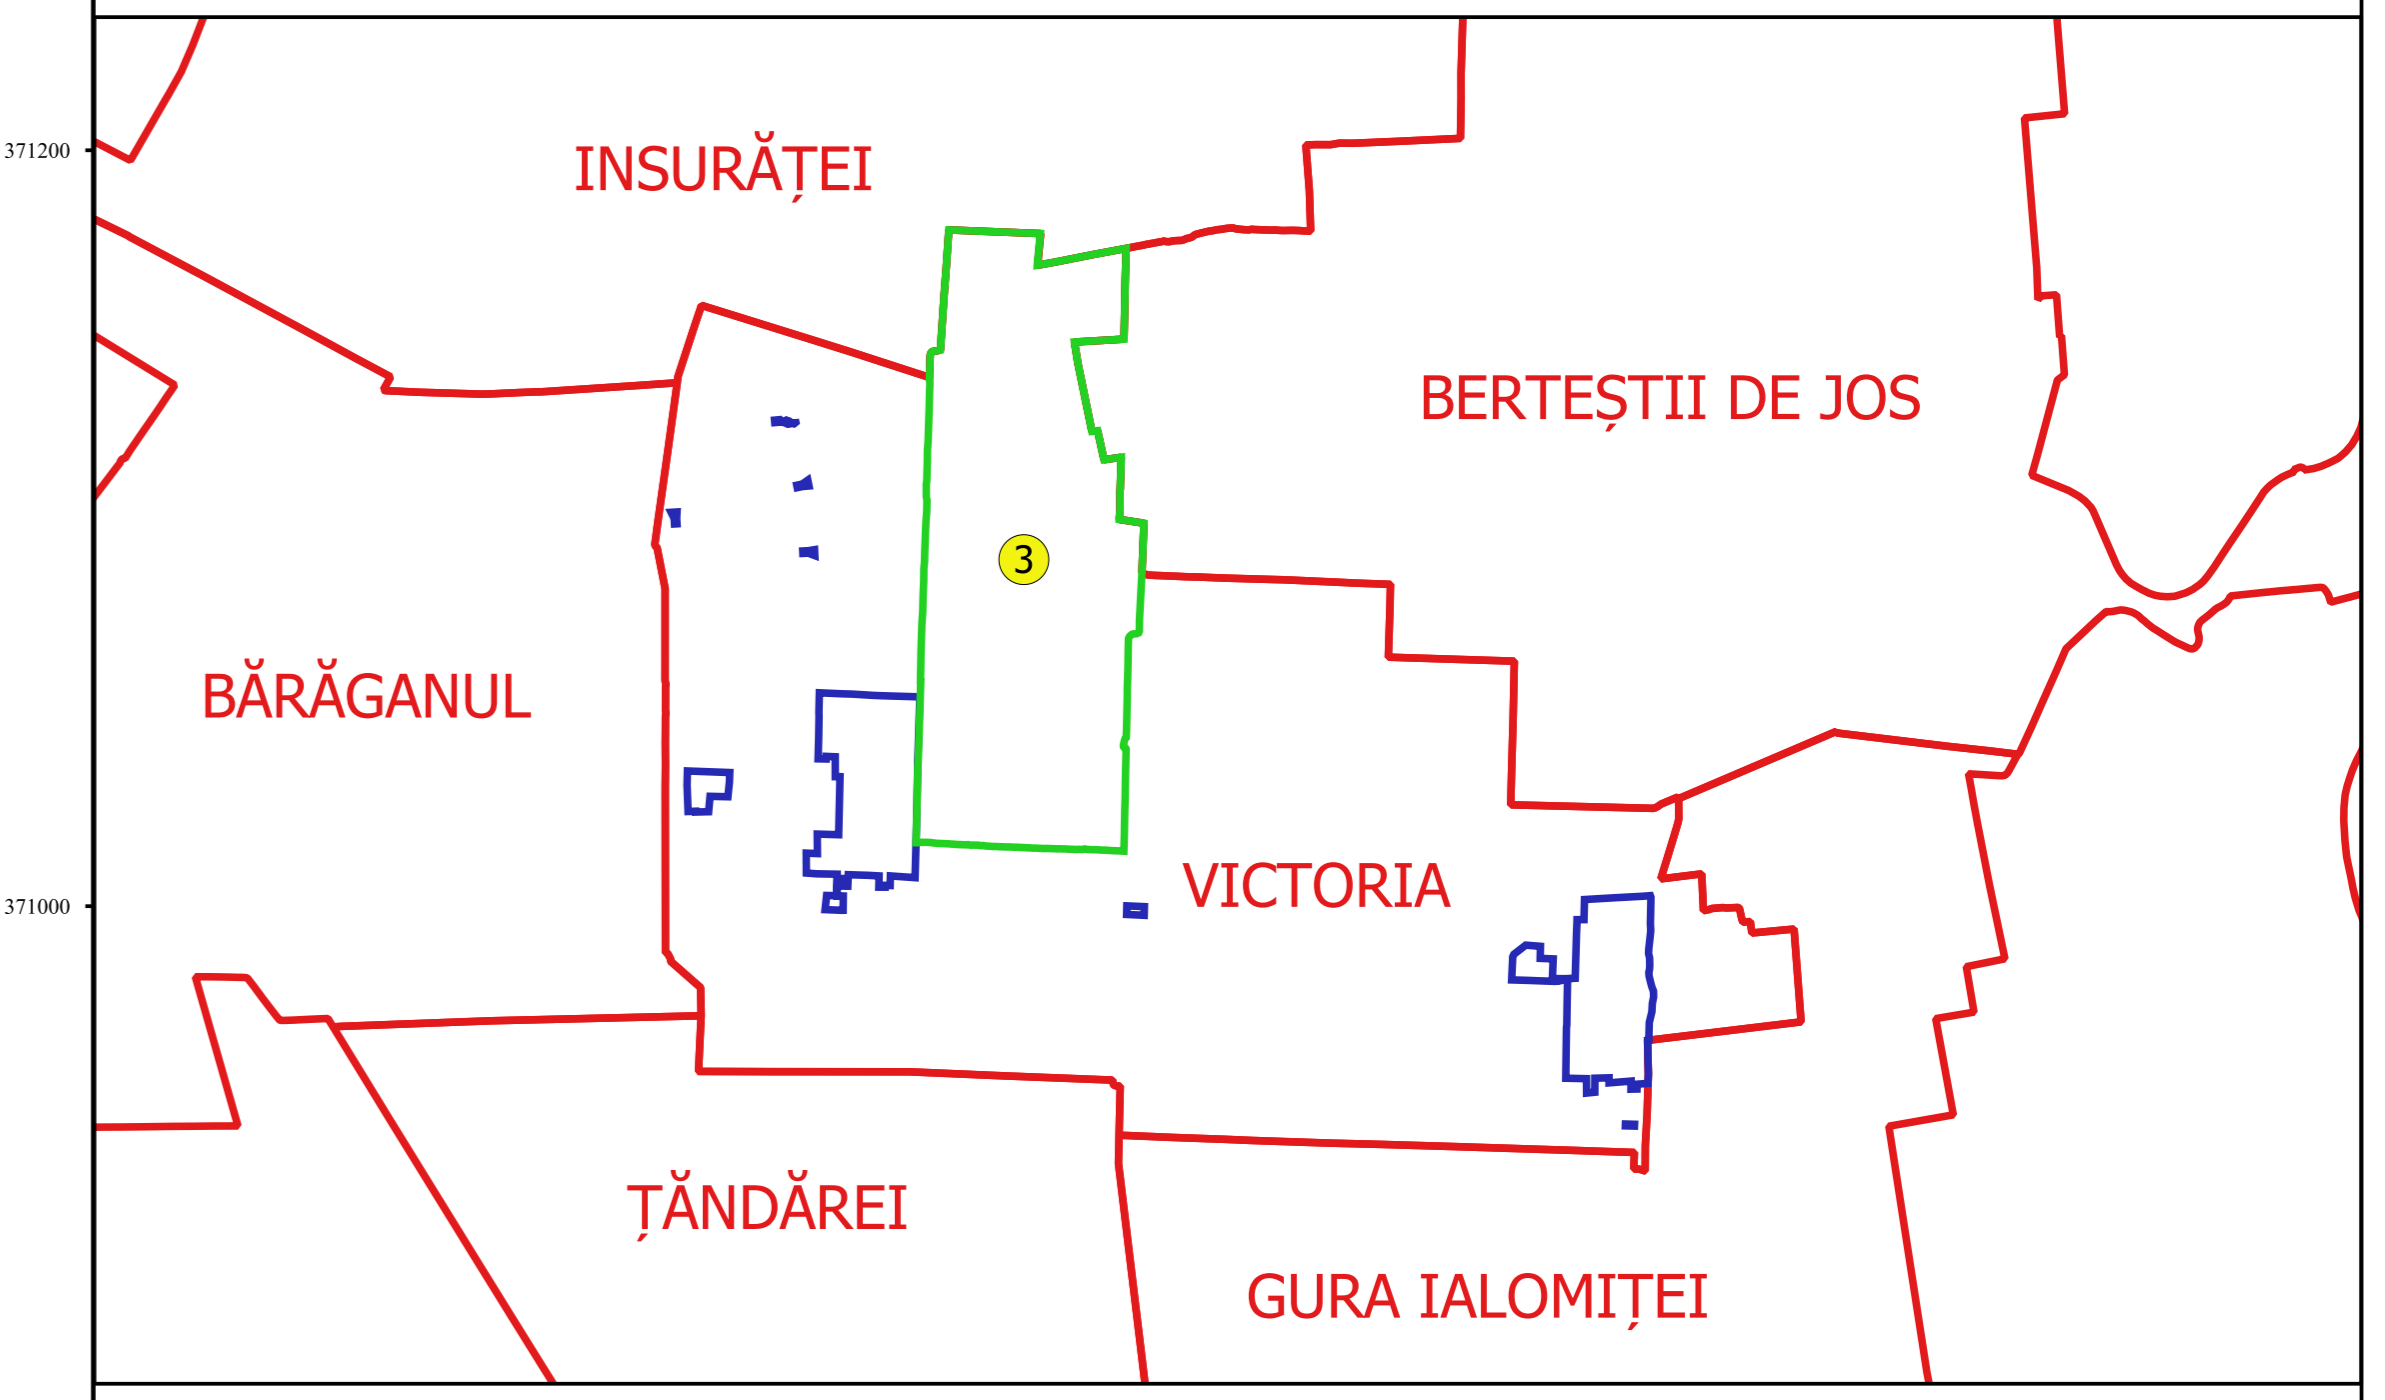 371200
INSURĂȚEI
BERTEȘTII DE JOS
3
BĂRĂGANUL
VICTORIA
371000
ȚĂNDĂREI
GURA IALOMIȚEI